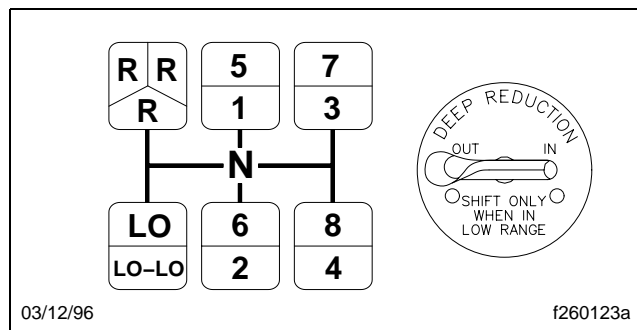 R R 5 7
R 1 3
N
LO 6 8
LO–LO 2 4
DEEP REDUCTION
OUT IN
SHIFT ONLY
WHEN IN
LOW RANGE
03/12/96 f260123a